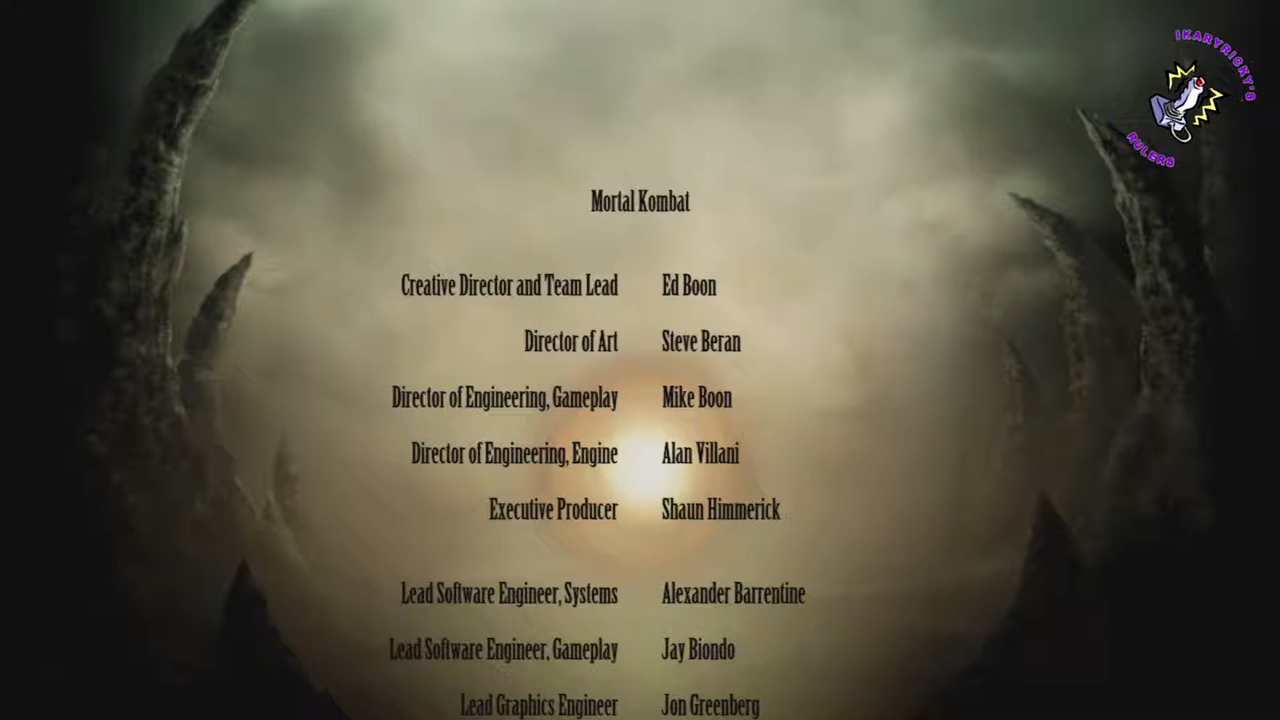 IKARYRICKY'S
RULERS
Mortal Kombat
Creative Director and Team Lead Ed Boon
Director of Art Steve Beran
Director of Engineering, Gameplay Mike Boon
Director of Engineering, Engine Alan Villani
Executive Producer Shaun Himmerick
Lead Software Engineer, Systems Alexander Barrentine
Lead Software Engineer, Gameplay Jay Biondo
Lead Graphics Engineer Jon Greenberg